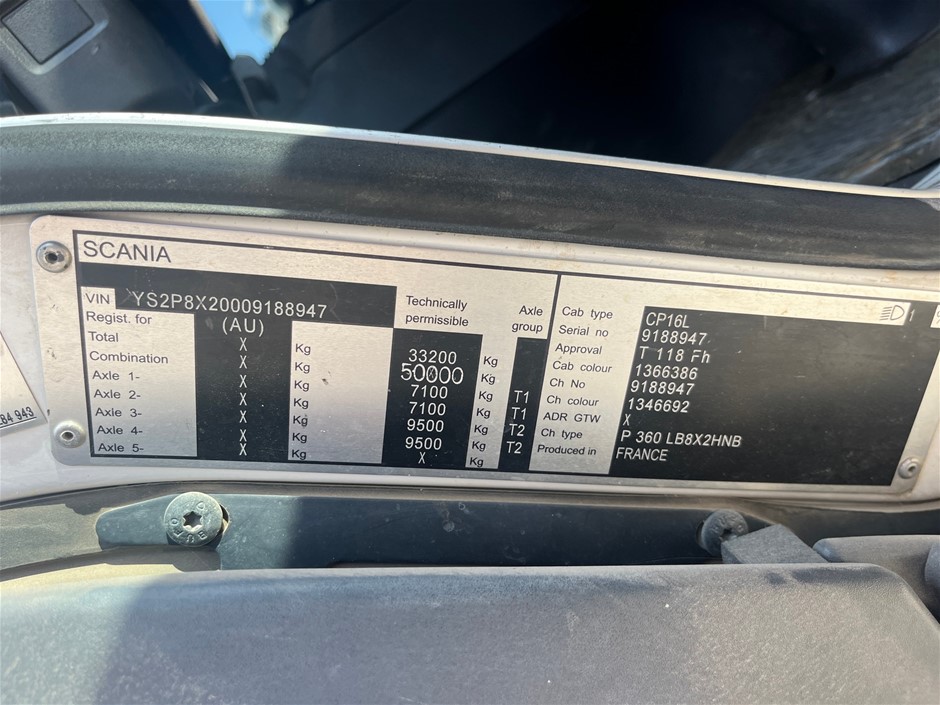 SCANIA
VIN YS2P8X20009188947
Regist. for (AU)
Technically permissible
Axle group
Total X Kg 33200 Kg
Combination X Kg 50000 Kg
Axle 1- X Kg 7100 Kg T1
Axle 2- X Kg 7100 Kg T1
Axle 3- X Kg 9500 Kg T2
Axle 4- X Kg 9500 Kg T2
Axle 5- X Kg X Kg
Cab type CP16L
Serial no 9188947
Approval T 118 Fh
Cab colour 1366386
Ch No 9188947
Ch colour 1346692
ADR GTW X
Ch type P 360 LB8X2HNB
Produced in FRANCE
1
84 943